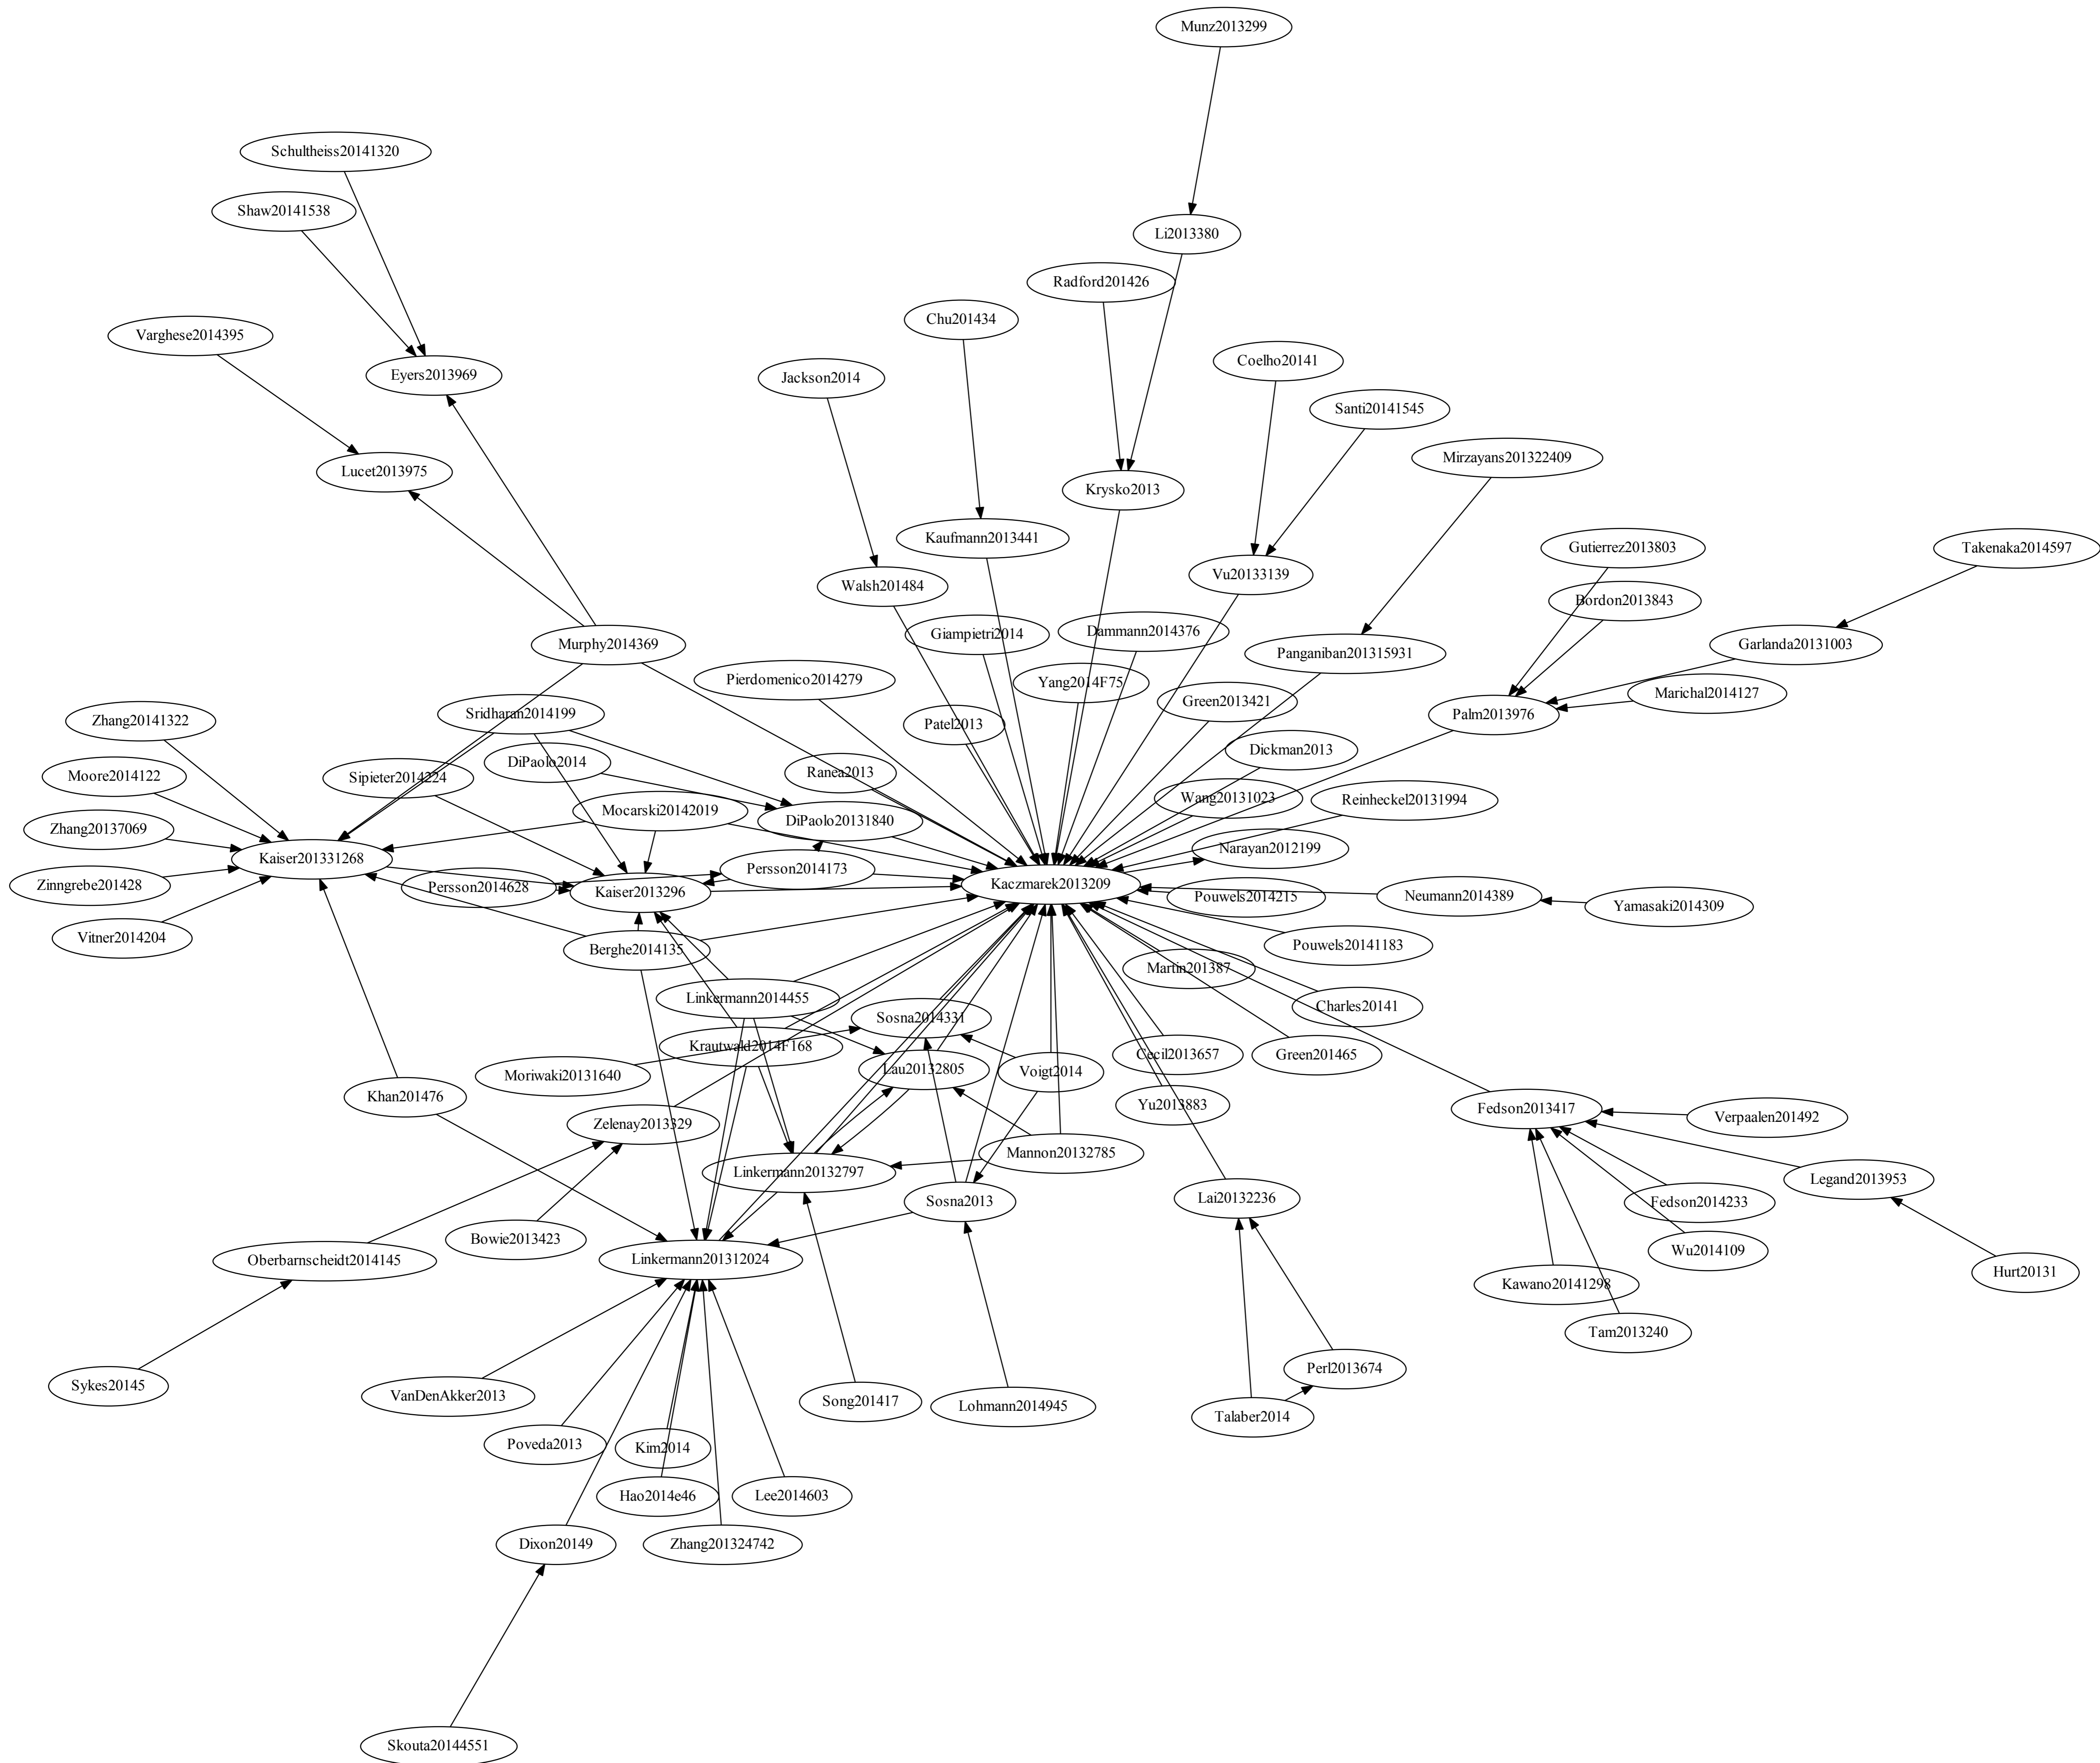 Munz2013299
Schultheiss20141320
Shaw20141538
Li2013380
Radford201426
Chu201434
Varghese2014395
Coelho20141
Eyers2013969
Jackson2014
Santi20141545
Mirzayans201322409
Lucet2013975
Krysko2013
Kaufmann2013441
Gutierrez2013803
Takenaka2014597
Vu20133139
Walsh201484
Bordon2013843
Giampietri2014
Dammann2014376
Murphy2014369
Garlanda20131003
Panganiban201315931
Pierdomenico2014279
Yang2014F75
Marichal2014127
Green2013421
Sridharan2014199
Palm2013976
Zhang20141322
Patel2013
Dickman2013
DiPaolo2014
Ranea2013
Moore2014122
Sipieter2014224
Wang20131023
Reinheckel20131994
Mocarski20142019
DiPaolo20131840
Zhang20137069
Narayan2012199
Kaiser201331268
Persson2014173
Kaczmarek2013209
Zinngrebe201428
Persson2014628
Kaiser2013296
Pouwels2014215
Neumann2014389
Yamasaki2014309
Vitner2014204
Pouwels20141183
Berghe2014135
Martin201387
Linkermann2014455
Charles20141
Sosna2014331
Krautwald2014F168
Cecil2013657
Green201465
Lau20132805
Voigt2014
Moriwaki20131640
Khan201476
Yu2013883
Fedson2013417
Verpaalen201492
Zelenay2013329
Mannon20132785
Linkermann20132797
Legand2013953
Lai20132236
Sosna2013
Fedson2014233
Bowie2013423
Wu2014109
Oberbarnscheidt2014145
Linkermann201312024
Hurt20131
Kawano20141298
Tam2013240
Perl2013674
Sykes20145
VanDenAkker2013
Song201417
Lohmann2014945
Talaber2014
Poveda2013
Kim2014
Hao2014e46
Lee2014603
Dixon20149
Zhang201324742
Skouta20144551